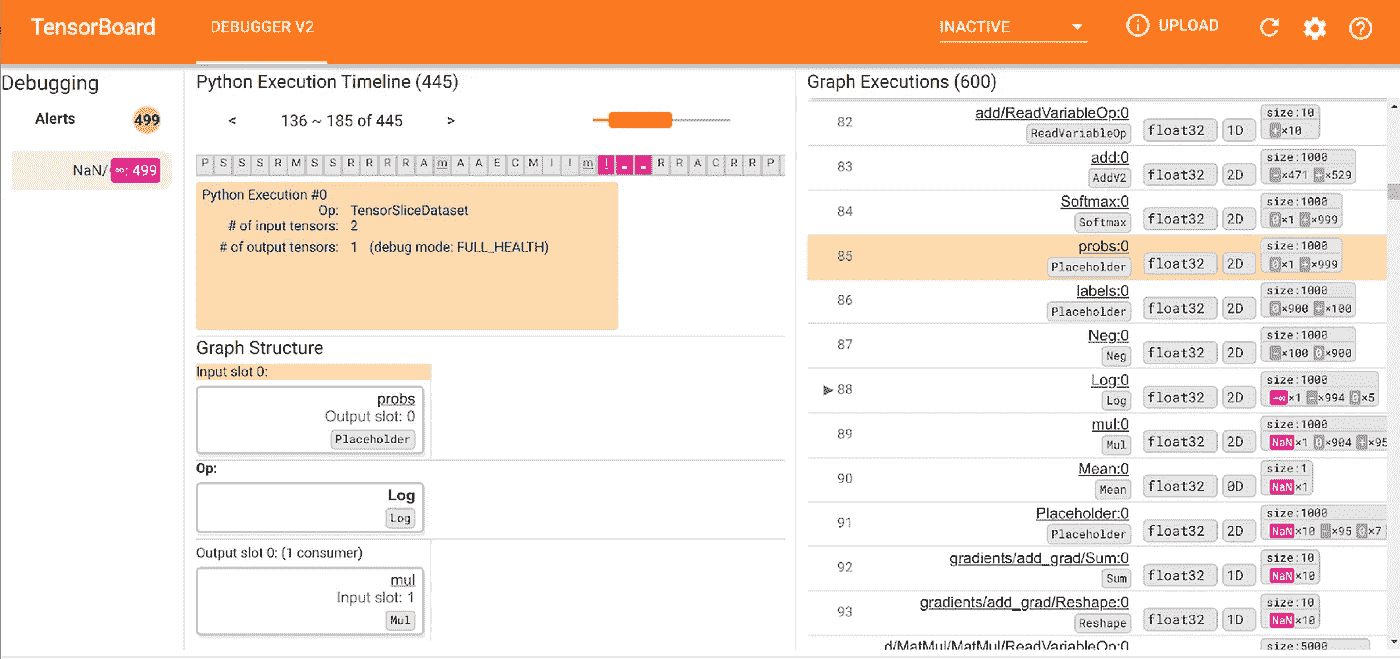 TensorBoard
DEBUGGER V2
INACTIVE
UPLOAD
Debugging
Alerts 499
NaN/∞: 499
Python Execution Timeline (445)
< 136 ~ 185 of 445 >
P S S S R M S S R R R R A m A A E C M I I m ! R R A C R R P
Python Execution #0
Op: TensorSliceDataset
# of input tensors: 2
# of output tensors: 1 (debug mode: FULL_HEALTH)
Graph Structure
Input slot 0:
probs
Output slot: 0
Placeholder
Op:
Log
Log
Output slot 0: (1 consumer)
mul
Input slot: 1
Mul
Graph Executions (600)
82 add/ReadVariableOp:0 float32 1D size:10
ReadVariableOp +×10
83 add:0 float32 2D size:1000
AddV2 ×471 ×529
84 Softmax:0 float32 2D size:1000
Softmax 0×1 +×999
85 probs:0 float32 2D size:1000
Placeholder 0×1 +×999
86 labels:0 float32 2D size:1000
Placeholder 0×900 +×100
87 Neg:0 float32 2D size:1000
Neg -×100 0×900
88 Log:0 float32 2D size:1000
Log -∞×1 -×994 0×5
89 mul:0 float32 2D size:1000
Mul NaN×1 0×904 +×95
90 Mean:0 float32 0D size:1
Mean NaN×1
91 Placeholder:0 float32 2D size:1000
Placeholder NaN×10 -×95 0×7
92 gradients/add_grad/Sum:0 float32 1D size:10
Sum NaN×10
93 gradients/add_grad/Reshape:0 float32 1D size:10
Reshape NaN×10
d/MatMul/MatMul/ReadVariableOp:0 size:5000